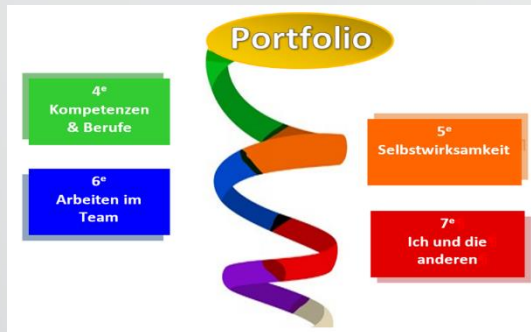 Portfolio
4ᵉ
Kompetenzen
& Berufe
5ᵉ
Selbstwirksamkeit
6ᵉ
Arbeiten im
Team
7ᵉ
Ich und die
anderen